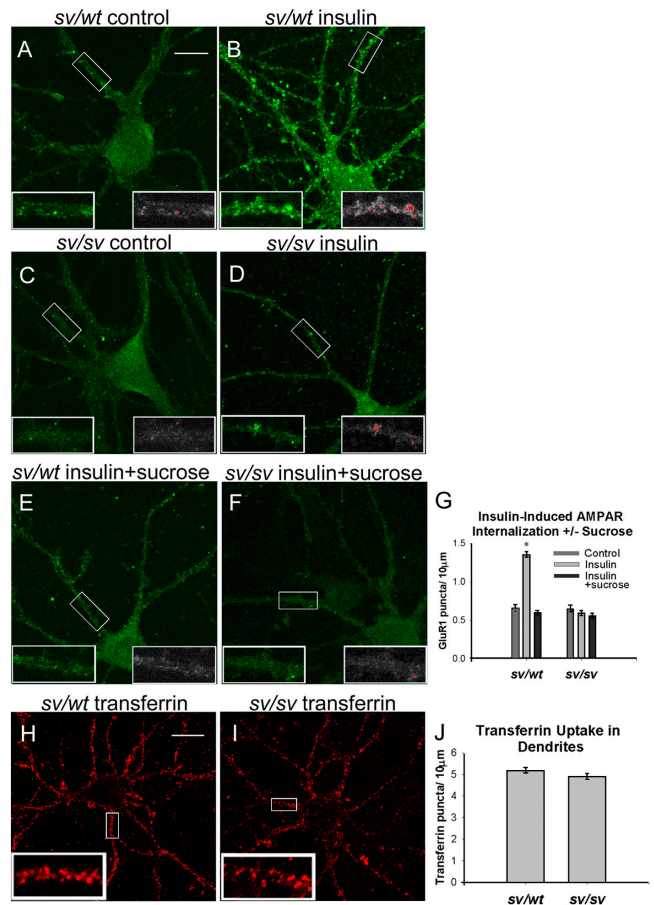 sv/wt control
sv/wt insulin
A
B
sv/sv control
sv/sv insulin
C
D
sv/wt insulin+sucrose
sv/sv insulin+sucrose
E
F
G
Insulin-Induced AMPAR
Internalization +/- Sucrose
GluR1 puncta/ 10μm
1.5
1.0
0.5
0.0
*
Control
Insulin
Insulin
+sucrose
sv/wt
sv/sv
sv/wt transferrin
sv/sv transferrin
H
I
J
Transferrin Uptake in
Dendrites
Transferrin puncta/ 10μm
6
5
4
3
2
1
0
sv/wt
sv/sv